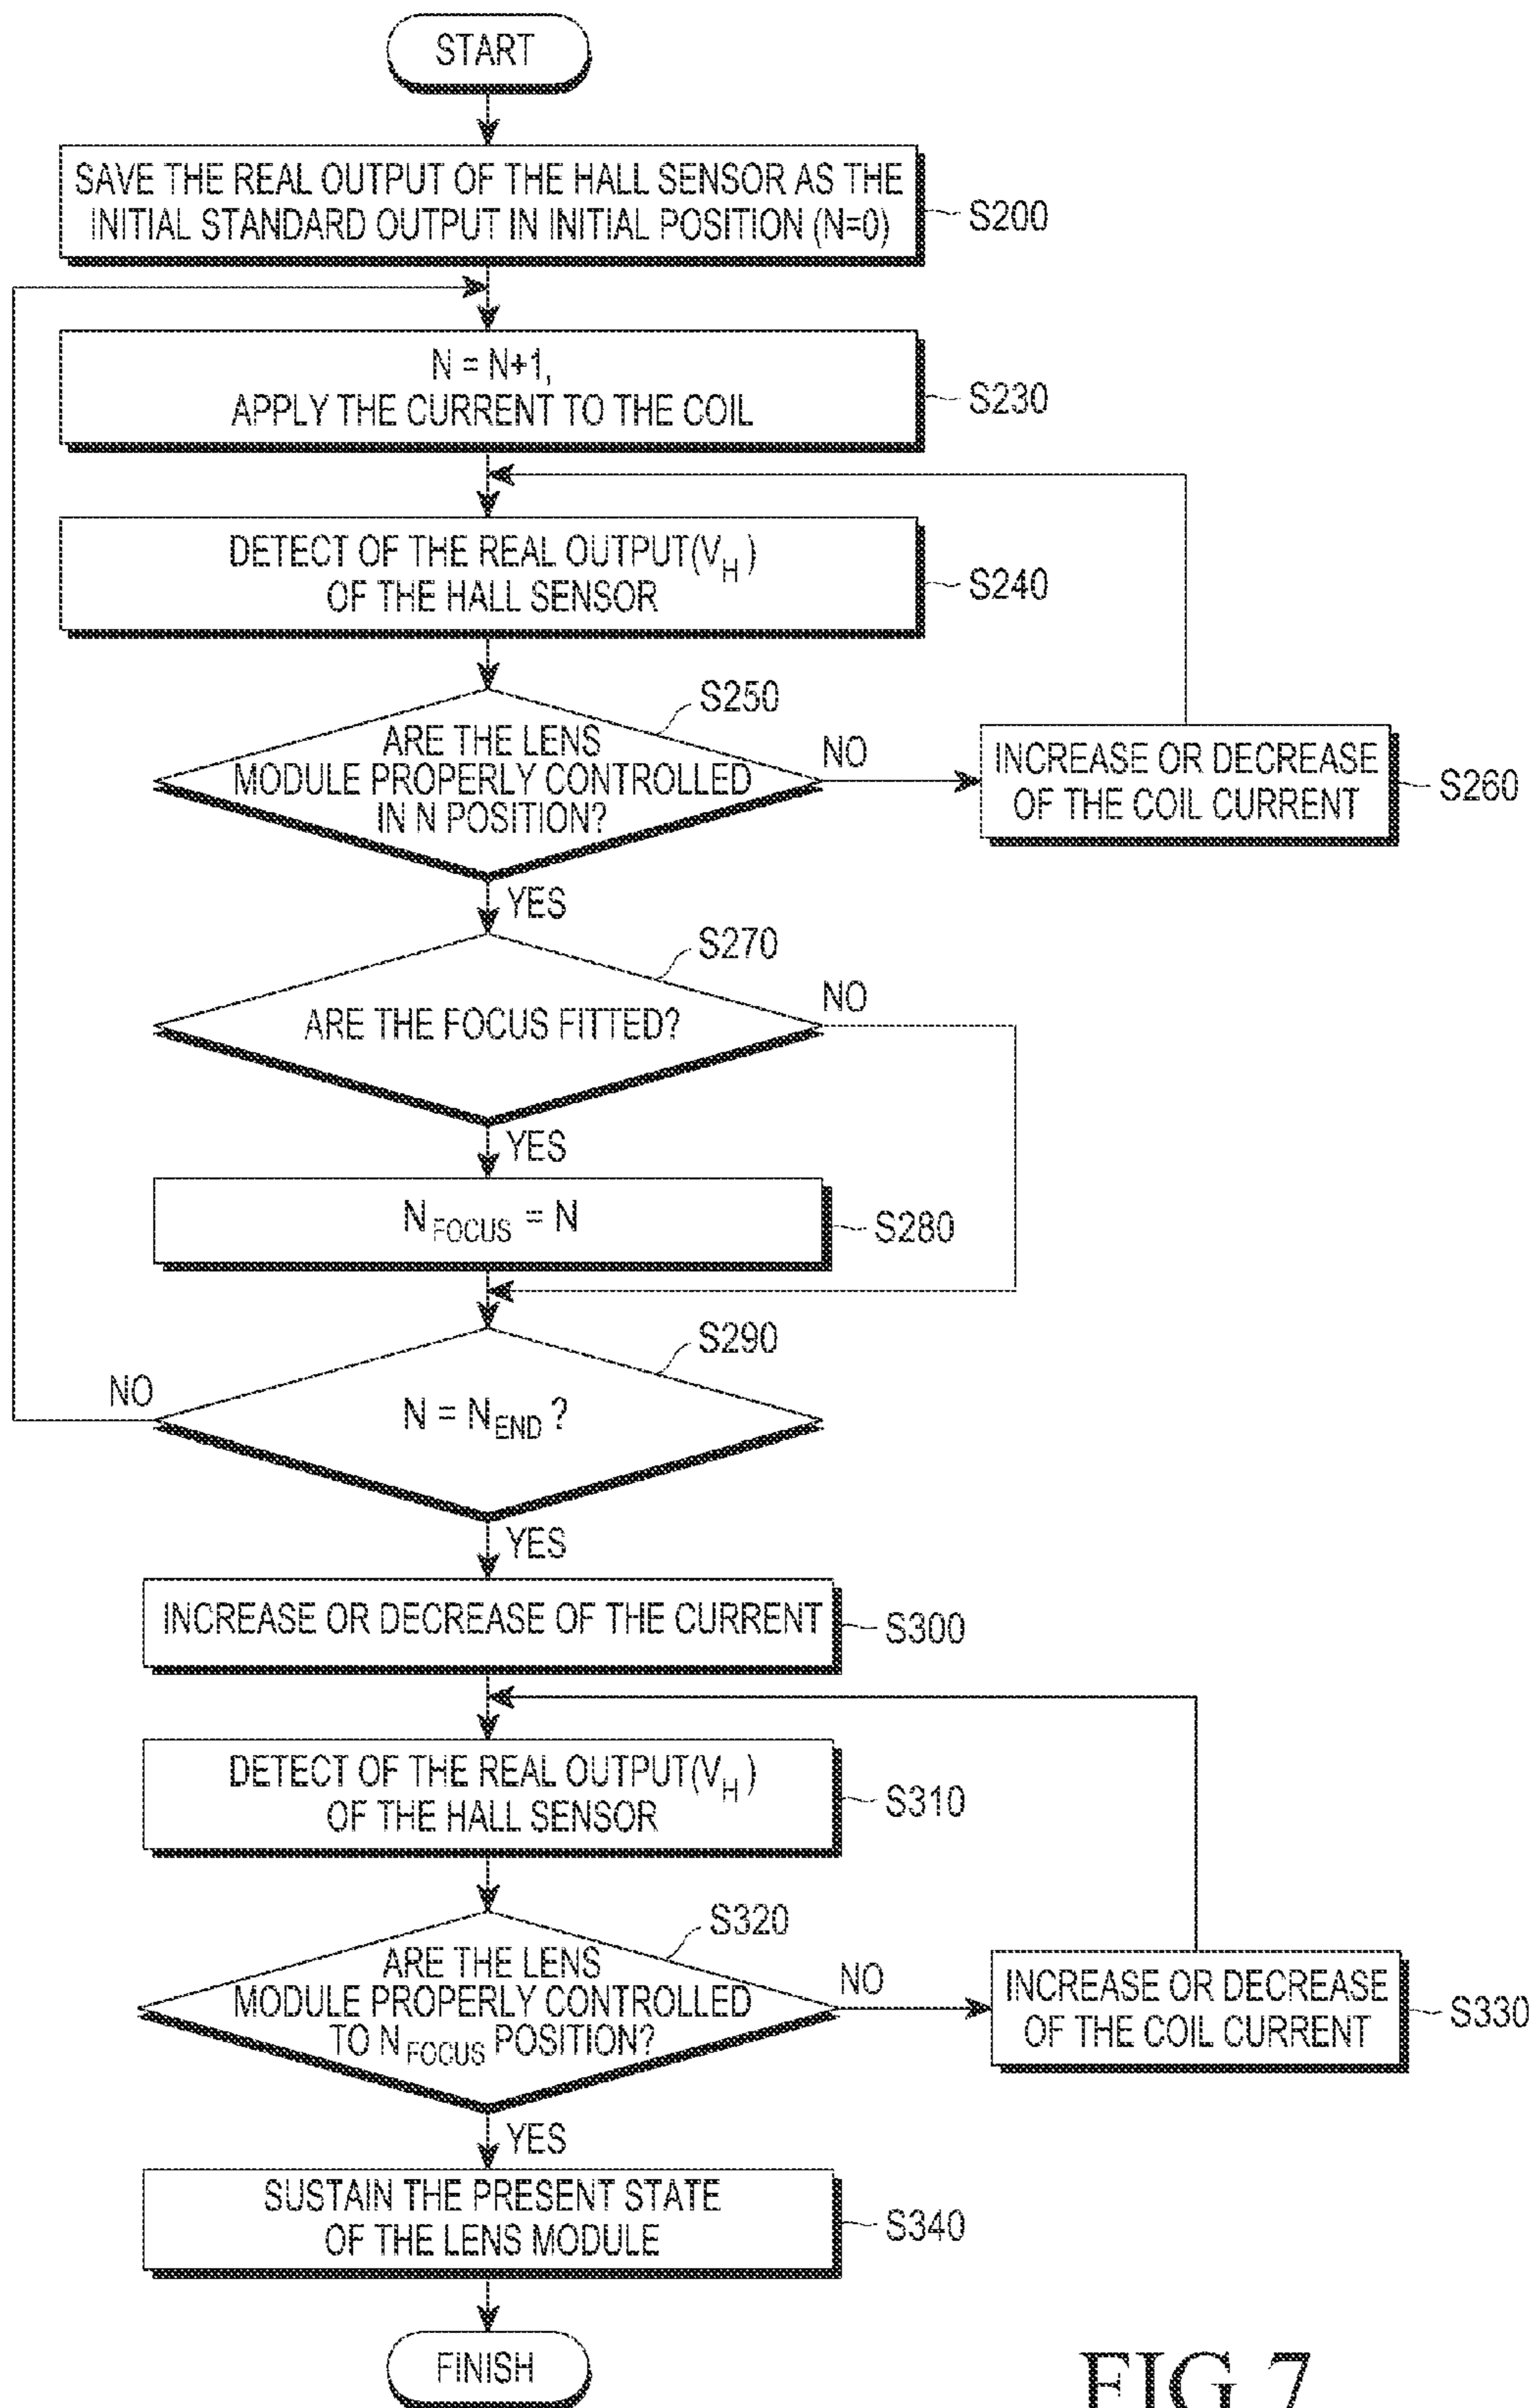 START
SAVE THE REAL OUTPUT OF THE HALL SENSOR AS THE
INITIAL STANDARD OUTPUT IN INITIAL POSITION (N=0)
S200
N = N+1,
APPLY THE CURRENT TO THE COIL
S230
DETECT OF THE REAL OUTPUT(VH)
OF THE HALL SENSOR
S240
S250
ARE THE LENS
MODULE PROPERLY CONTROLLED
IN N POSITION?
NO
INCREASE OR DECREASE
OF THE COIL CURRENT
S260
YES
S270
ARE THE FOCUS FITTED?
NO
YES
NFOCUS = N
S280
S290
N = NEND ?
NO
YES
INCREASE OR DECREASE OF THE CURRENT
S300
DETECT OF THE REAL OUTPUT(VH)
OF THE HALL SENSOR
S310
S320
ARE THE LENS
MODULE PROPERLY CONTROLLED
TO NFOCUS POSITION?
NO
INCREASE OR DECREASE
OF THE COIL CURRENT
S330
YES
SUSTAIN THE PRESENT STATE
OF THE LENS MODULE
S340
FINISH
FIG 7